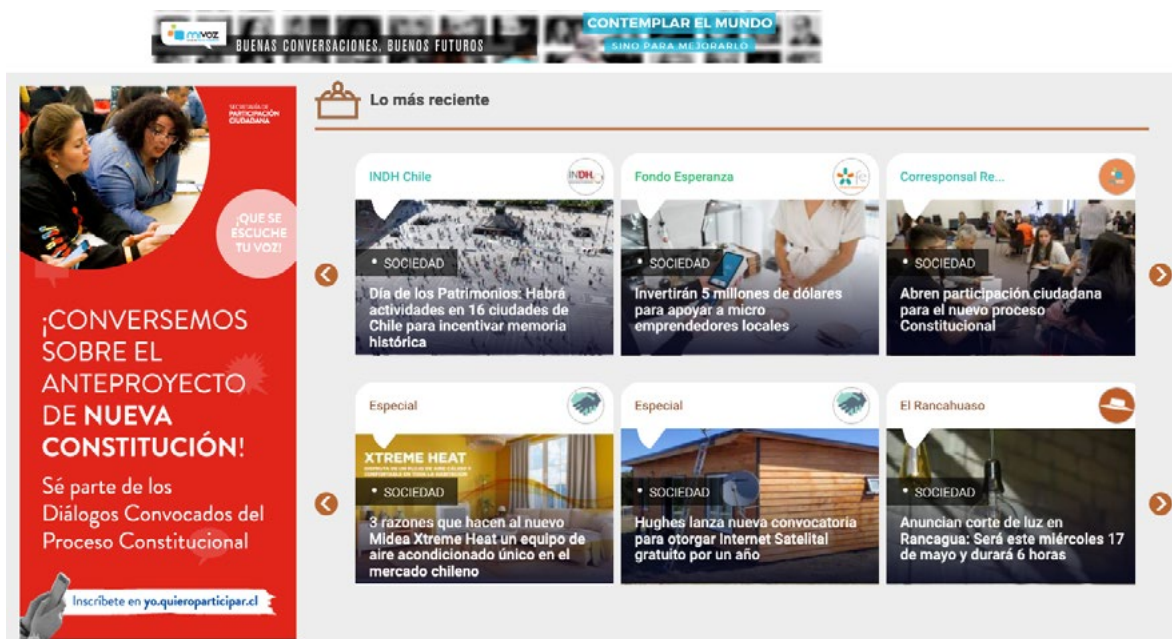 mivoz
BUENAS CONVERSACIONES, BUENOS FUTUROS
CONTEMPLAR EL MUNDO
SINO PARA MEJORARLO
SECRETARÍA DE
PARTICIPACIÓN
CIUDADANA
¡QUE SE
ESCUCHE
TU VOZ!
¡CONVERSEMOS
SOBRE EL
ANTEPROYECTO
DE NUEVA
CONSTITUCIÓN!
Sé parte de los
Diálogos Convocados del
Proceso Constitucional
Inscríbete en yo.quieroparticipar.cl
Lo más reciente
INDH Chile
INDH
• SOCIEDAD
Día de los Patrimonios: Habrá
actividades en 16 ciudades de
Chile para incentivar memoria
histórica
Fondo Esperanza
fe
• SOCIEDAD
Invertirán 5 millones de dólares
para apoyar a micro
emprendedores locales
Corresponsal Re...
• SOCIEDAD
Abren participación ciudadana
para el nuevo proceso
Constitucional
Especial
XTREME HEAT
• SOCIEDAD
3 razones que hacen al nuevo
Midea Xtreme Heat un equipo de
aire acondicionado único en el
mercado chileno
Especial
• SOCIEDAD
Hughes lanza nueva convocatoria
para otorgar Internet Satelital
gratuito por un año
El Rancahuaso
• SOCIEDAD
Anuncian corte de luz en
Rancagua: Será este miércoles 17
de mayo y durará 6 horas